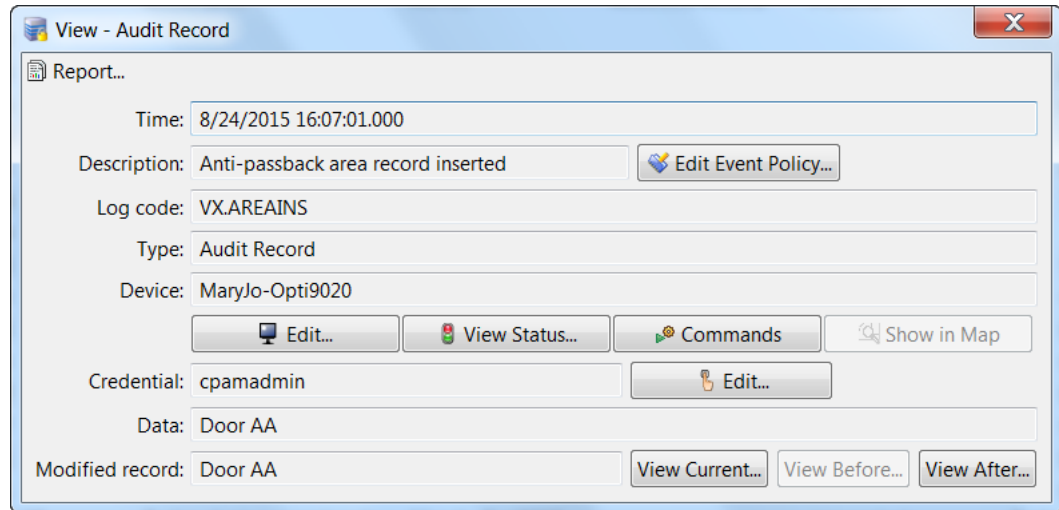 View - Audit Record
Report...
Time: 8/24/2015 16:07:01.000
Description: Anti-passback area record inserted Edit Event Policy...
Log code: VX.AREAINS
Type: Audit Record
Device: MaryJo-Opti9020
Edit... View Status... Commands Show in Map
Credential: cpamadmin Edit...
Data: Door AA
Modified record: Door AA View Current... View Before... View After...